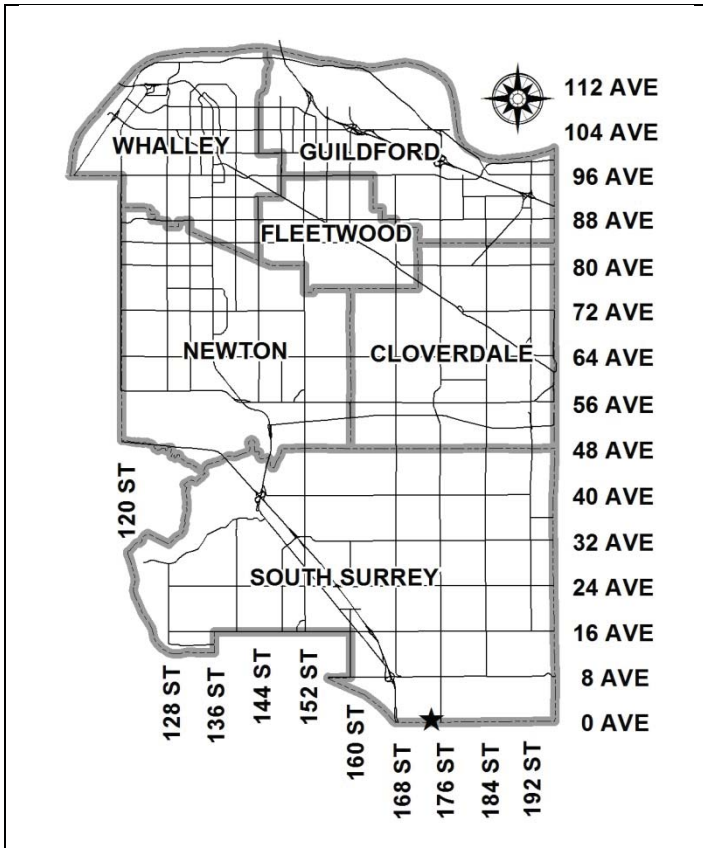 112 AVE
104 AVE
WHALLEY
GUILDFORD
96 AVE
88 AVE
FLEETWOOD
80 AVE
72 AVE
NEWTON
CLOVERDALE
64 AVE
56 AVE
48 AVE
120 ST
40 AVE
32 AVE
SOUTH SURREY
24 AVE
16 AVE
128 ST
136 ST
144 ST
152 ST
8 AVE
160 ST
0 AVE
168 ST
176 ST
184 ST
192 ST